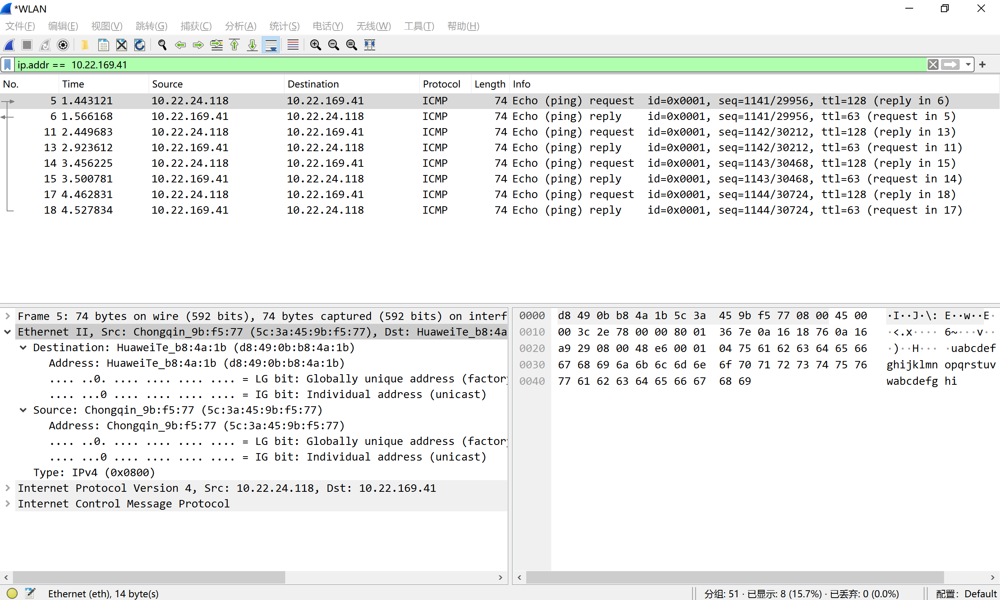 *WLAN
文件(F) 编辑(E) 视图(V) 跳转(G) 捕获(C) 分析(A) 统计(S) 电话(Y) 无线(W) 工具(T) 帮助(H)
ip.addr == 10.22.169.41
No. Time Source Destination Protocol Length Info
5 1.443121 10.22.24.118 10.22.169.41 ICMP 74 Echo (ping) request id=0x0001, seq=1141/29956, ttl=128 (reply in 6)
6 1.566168 10.22.169.41 10.22.24.118 ICMP 74 Echo (ping) reply id=0x0001, seq=1141/29956, ttl=63 (request in 5)
11 2.449683 10.22.24.118 10.22.169.41 ICMP 74 Echo (ping) request id=0x0001, seq=1142/30212, ttl=128 (reply in 13)
13 2.923612 10.22.169.41 10.22.24.118 ICMP 74 Echo (ping) reply id=0x0001, seq=1142/30212, ttl=63 (request in 11)
14 3.456225 10.22.24.118 10.22.169.41 ICMP 74 Echo (ping) request id=0x0001, seq=1143/30468, ttl=128 (reply in 15)
15 3.500781 10.22.169.41 10.22.24.118 ICMP 74 Echo (ping) reply id=0x0001, seq=1143/30468, ttl=63 (request in 14)
17 4.462831 10.22.24.118 10.22.169.41 ICMP 74 Echo (ping) request id=0x0001, seq=1144/30724, ttl=128 (reply in 18)
18 4.527834 10.22.169.41 10.22.24.118 ICMP 74 Echo (ping) reply id=0x0001, seq=1144/30724, ttl=63 (request in 17)
Frame 5: 74 bytes on wire (592 bits), 74 bytes captured (592 bits) on interf
Ethernet II, Src: Chongqin_9b:f5:77 (5c:3a:45:9b:f5:77), Dst: HuaweiTe_b8:4a
Destination: HuaweiTe_b8:4a:1b (d8:49:0b:b8:4a:1b)
Address: HuaweiTe_b8:4a:1b (d8:49:0b:b8:4a:1b)
.... ..0. .... .... .... .... = LG bit: Globally unique address (factor
.... ...0 .... .... .... .... = IG bit: Individual address (unicast)
Source: Chongqin_9b:f5:77 (5c:3a:45:9b:f5:77)
Address: Chongqin_9b:f5:77 (5c:3a:45:9b:f5:77)
.... ..0. .... .... .... .... = LG bit: Globally unique address (factor
.... ...0 .... .... .... .... = IG bit: Individual address (unicast)
Type: IPv4 (0x0800)
Internet Protocol Version 4, Src: 10.22.24.118, Dst: 10.22.169.41
Internet Control Message Protocol
0000 d8 49 0b b8 4a 1b 5c 3a 45 9b f5 77 08 00 45 00 ·I··J·\: E··w··E·
0010 00 3c 2e 78 00 00 80 01 36 7e 0a 16 18 76 0a 16 ·<.x···· 6~···v··
0020 a9 29 08 00 48 e6 00 01 04 75 61 62 63 64 65 66 ·)··H··· ·uabcdef
0030 67 68 69 6a 6b 6c 6d 6e 6f 70 71 72 73 74 75 76 ghijklmn opqrstuv
0040 77 61 62 63 64 65 66 67 68 69 wabcdefg hi
Ethernet (eth), 14 byte(s)
分组: 51 · 已显示: 8 (15.7%) · 已丢弃: 0 (0.0%)
配置: Default